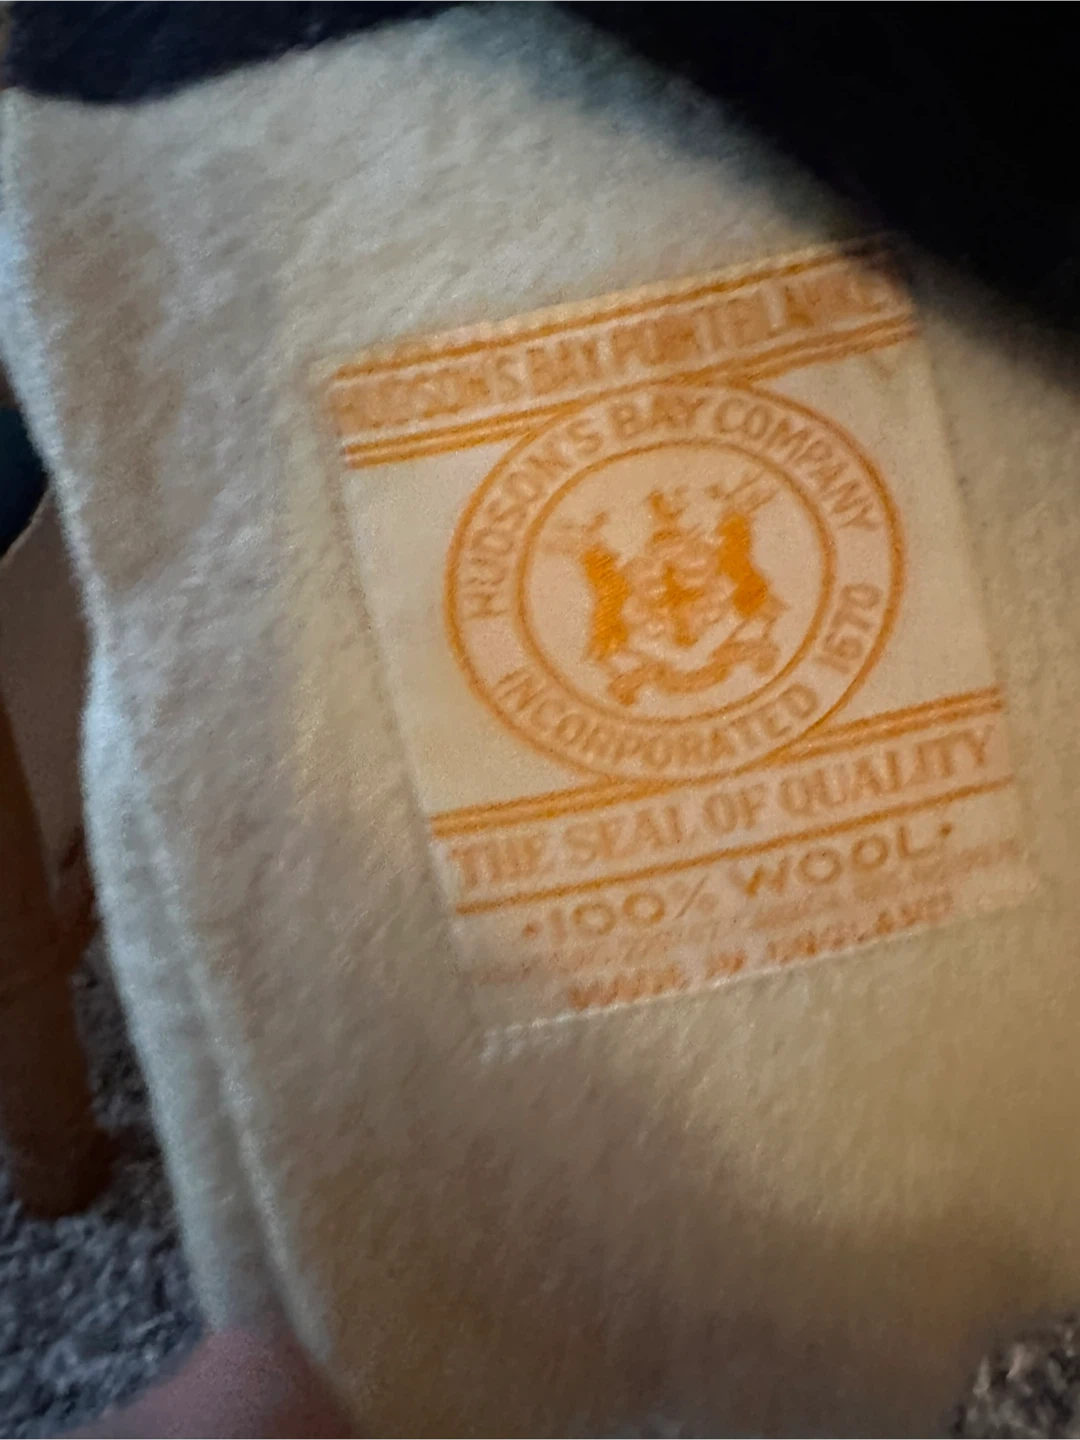 HUDSON'S BAY POINT BLANKET
HUDSON'S BAY COMPANY
INCORPORATED 1670
THE SEAL OF QUALITY
•100% WOOL•
MADE IN ENGLAND